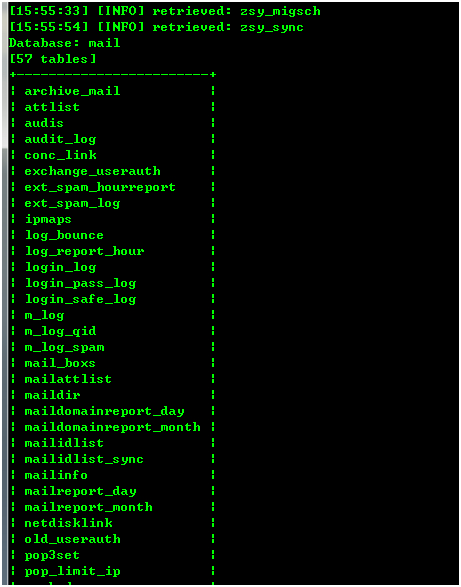 [15:55:33] [INFO] retrieved: zsy_migsch
[15:55:54] [INFO] retrieved: zsy_sync
Database: mail
[57 tables]
+------------------------+
¦ archive_mail ¦
¦ attlist ¦
¦ audis ¦
¦ audit_log ¦
¦ conc_link ¦
¦ exchange_userauth ¦
¦ ext_spam_hourreport ¦
¦ ext_spam_log ¦
¦ ipmaps ¦
¦ log_bounce ¦
¦ log_report_hour ¦
¦ login_log ¦
¦ login_pass_log ¦
¦ login_safe_log ¦
¦ m_log ¦
¦ m_log_qid ¦
¦ m_log_spam ¦
¦ mail_boxs ¦
¦ mailattlist ¦
¦ maildir ¦
¦ maildomainreport_day ¦
¦ maildomainreport_month ¦
¦ mailidlist ¦
¦ mailidlist_sync ¦
¦ mailinfo ¦
¦ mailreport_day ¦
¦ mailreport_month ¦
¦ netdisklink ¦
¦ old_userauth ¦
¦ pop3set ¦
¦ pop_limit_ip ¦